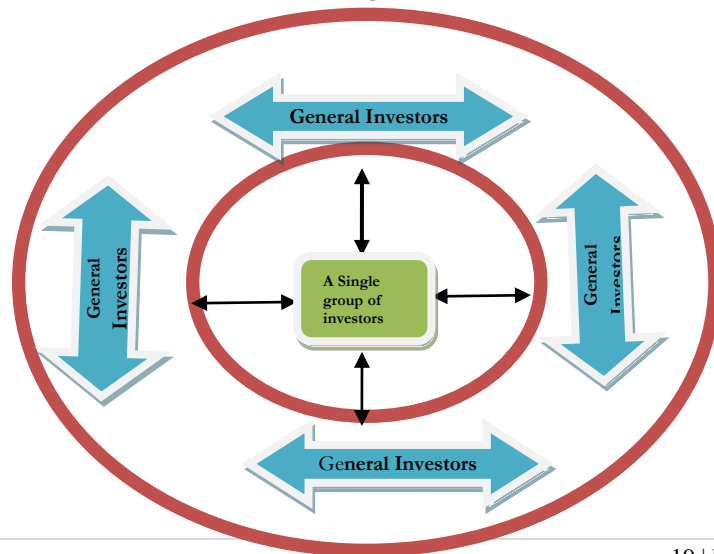 General Investors
General
Investors
A Single
group of
investors
General
Investors
General Investors